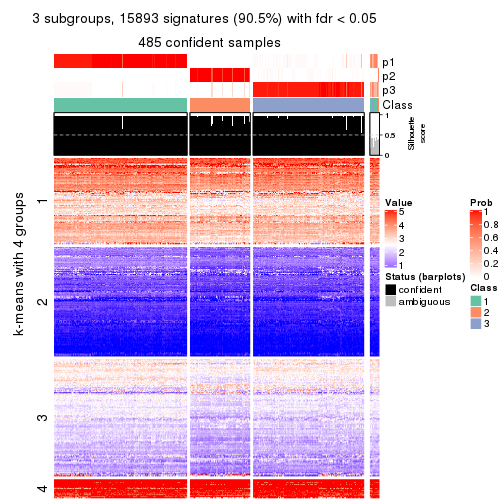 3 subgroups, 15893 signatures (90.5%) with fdr < 0.05
485 confident samples
p1
p2
p3
Class
1
0.5
0
Silhouette
score
k-means with 4 groups
1
2
3
4
Value
5
4
3
2
1
Status (barplots)
confident
ambiguous
Prob
1
0.8
0.6
0.4
0.2
0
Class
1
2
3